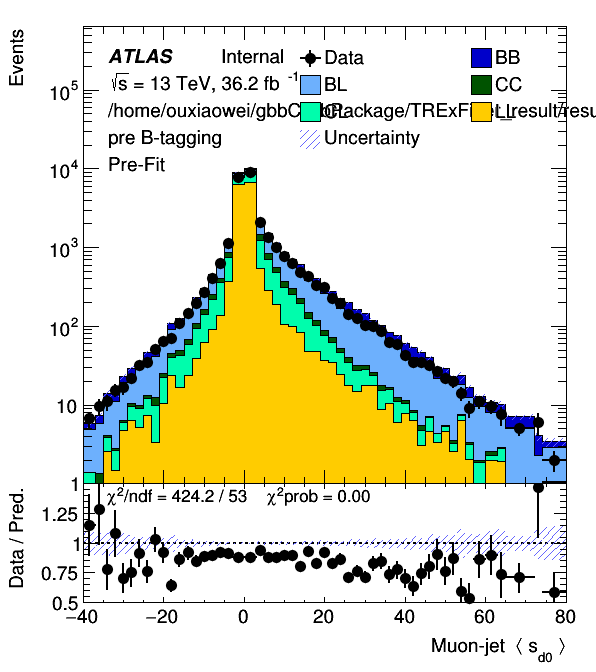 Events
ATLAS Internal
√s = 13 TeV, 36.2 fb⁻¹
pre B-tagging
Pre-Fit
Data
BB
BL
CC
Uncertainty
10⁵
10⁴
10³
10²
10
1
χ²/ndf = 424.2 / 53 χ²prob = 0.00
Data / Pred.
1.25
1
0.75
0.5
−40 −20 0 20 40 60 80
Muon-jet ⟨ s_d0 ⟩